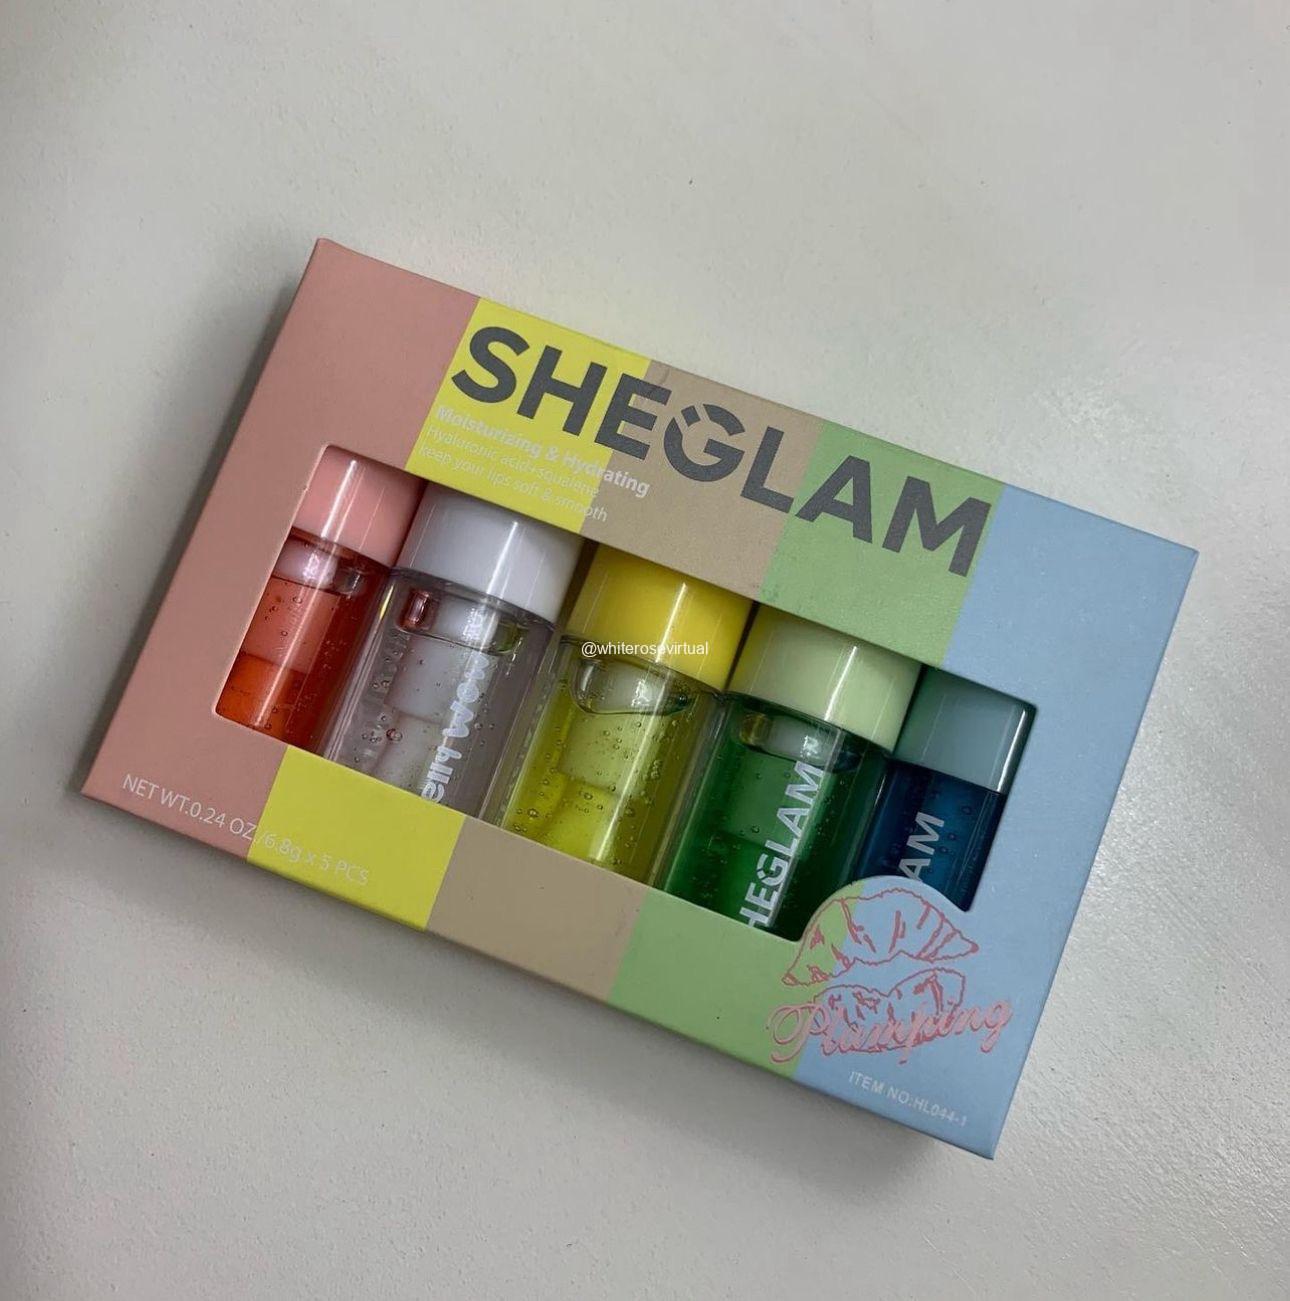 SHEGLAM
Moisturizing & Hydrating
Hyaluronic acid+squalene
keep your lips soft & smooth
@whiterosevirtual
SHEGLAM
AM
NET WT.0.24 OZ./6.8g x 5 PCS
Plumping
ITEM NO:HL044-1